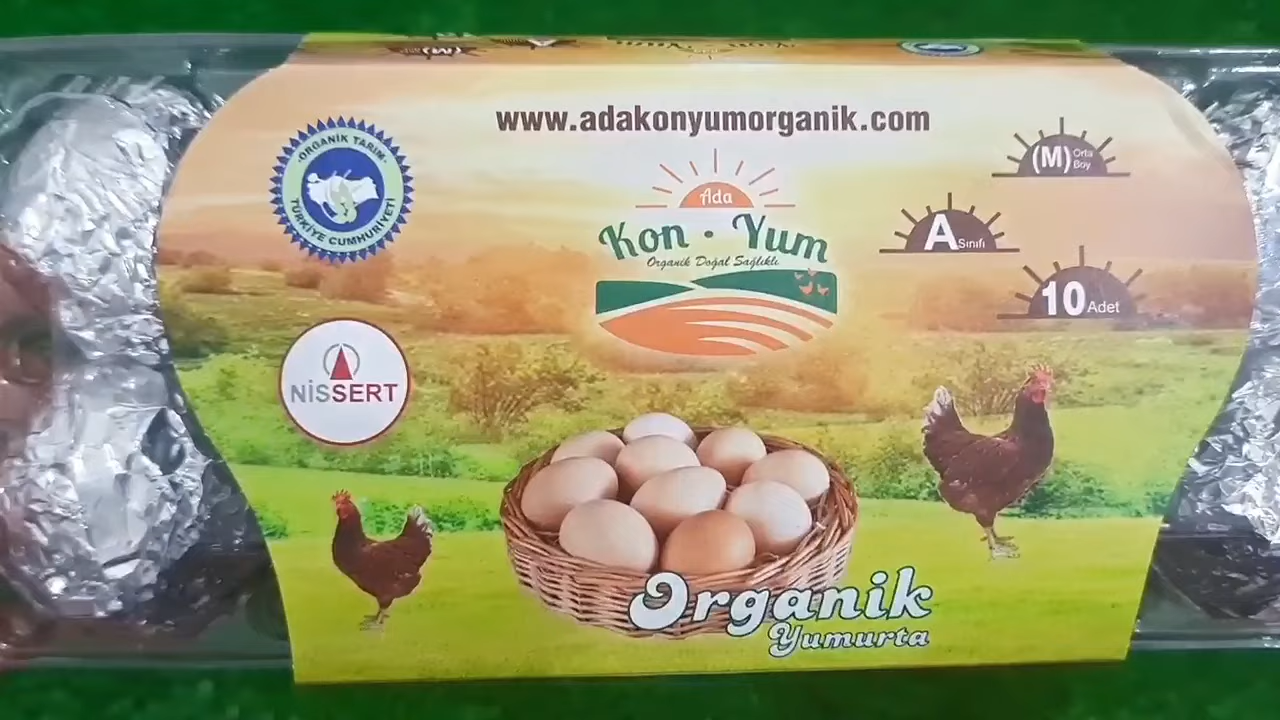 www.adakonyumorganik.com
ORGANİK TARIM
TÜRKİYE CUMHURİYETİ
Ada
Kon • Yum
Organik Doğal Sağlıklı
(M) Orta Boy
A Sınıfı
10 Adet
NİSSERT
Organik
Yumurta